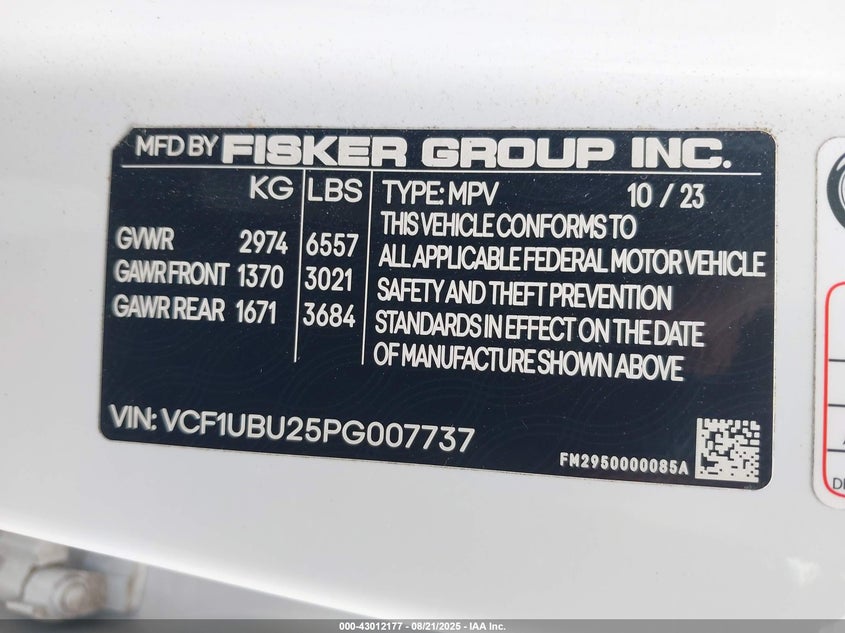 MFD BY FISKER GROUP INC.
KG LBS
GVWR 2974 6557
GAWR FRONT 1370 3021
GAWR REAR 1671 3684
TYPE: MPV 10 / 23
THIS VEHICLE CONFORMS TO
ALL APPLICABLE FEDERAL MOTOR VEHICLE
SAFETY AND THEFT PREVENTION
STANDARDS IN EFFECT ON THE DATE
OF MANUFACTURE SHOWN ABOVE
VIN: VCF1UBU25PG007737
FM2950000085A
000-43012177 - 08/21/2025 - IAA Inc.